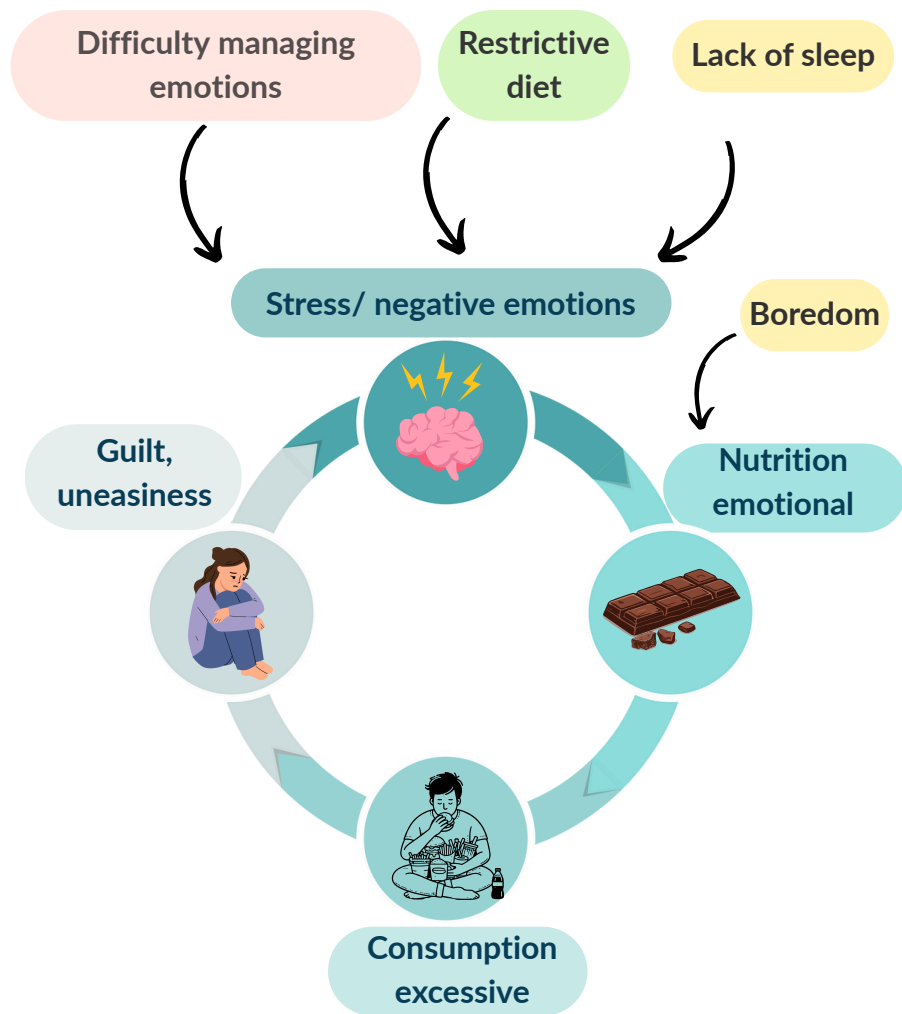 Difficulty managing
emotions
Restrictive
diet
Lack of sleep
Stress/ negative emotions
Boredom
Guilt,
uneasiness
Nutrition
emotional
Consumption
excessive